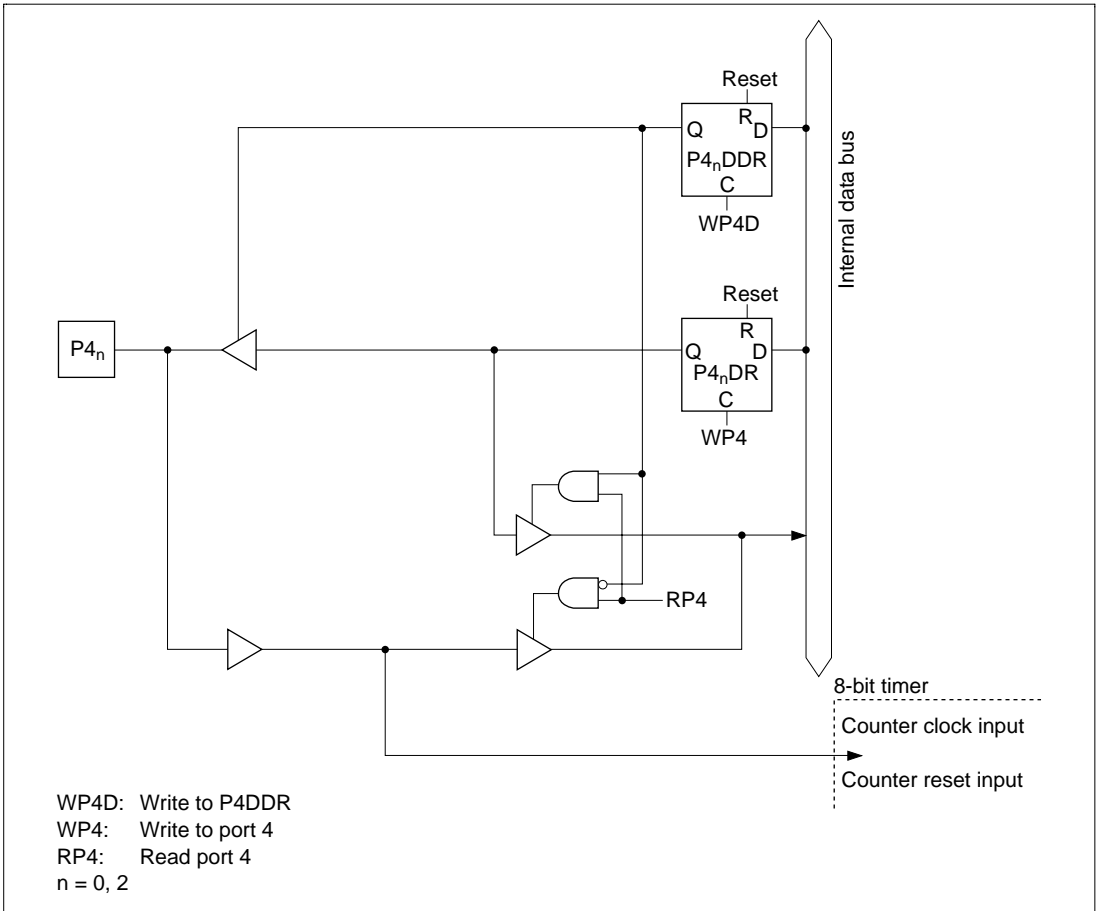 Reset
R
Q D
P4nDDR
C
WP4D
Internal data bus
Reset
R
P4n
Q D
P4nDR
C
WP4
RP4
8-bit timer
Counter clock input
Counter reset input
WP4D: Write to P4DDR
WP4: Write to port 4
RP4: Read port 4
n = 0, 2